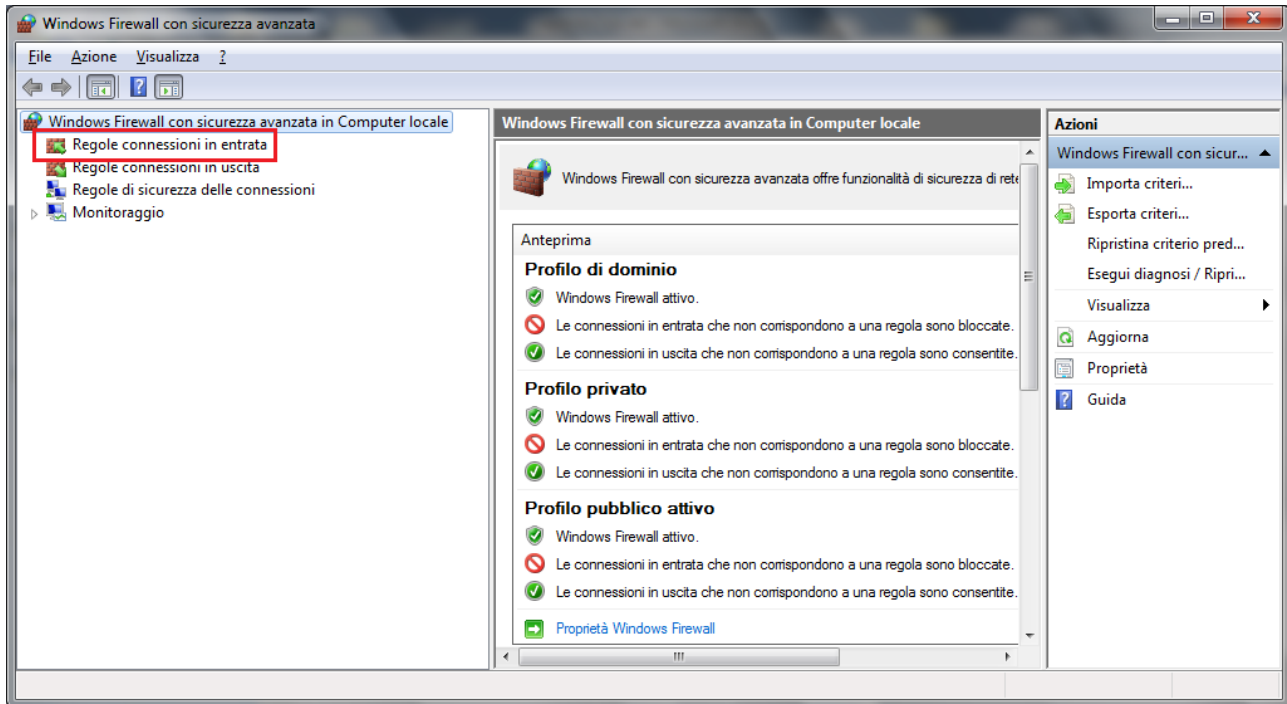 Windows Firewall con sicurezza avanzata
File Azione Visualizza ?
Windows Firewall con sicurezza avanzata in Computer locale
Regole connessioni in entrata
Regole connessioni in uscita
Regole di sicurezza delle connessioni
Monitoraggio
Windows Firewall con sicurezza avanzata in Computer locale
Windows Firewall con sicurezza avanzata offre funzionalità di sicurezza di rete
Anteprima
Profilo di dominio
Windows Firewall attivo.
Le connessioni in entrata che non corrispondono a una regola sono bloccate.
Le connessioni in uscita che non corrispondono a una regola sono consentite.
Profilo privato
Windows Firewall attivo.
Le connessioni in entrata che non corrispondono a una regola sono bloccate.
Le connessioni in uscita che non corrispondono a una regola sono consentite.
Profilo pubblico attivo
Windows Firewall attivo.
Le connessioni in entrata che non corrispondono a una regola sono bloccate.
Le connessioni in uscita che non corrispondono a una regola sono consentite.
Proprietà Windows Firewall
Azioni
Windows Firewall con sicur...
Importa criteri...
Esporta criteri...
Ripristina criterio pred...
Esegui diagnosi / Ripri...
Visualizza
Aggiorna
Proprietà
Guida